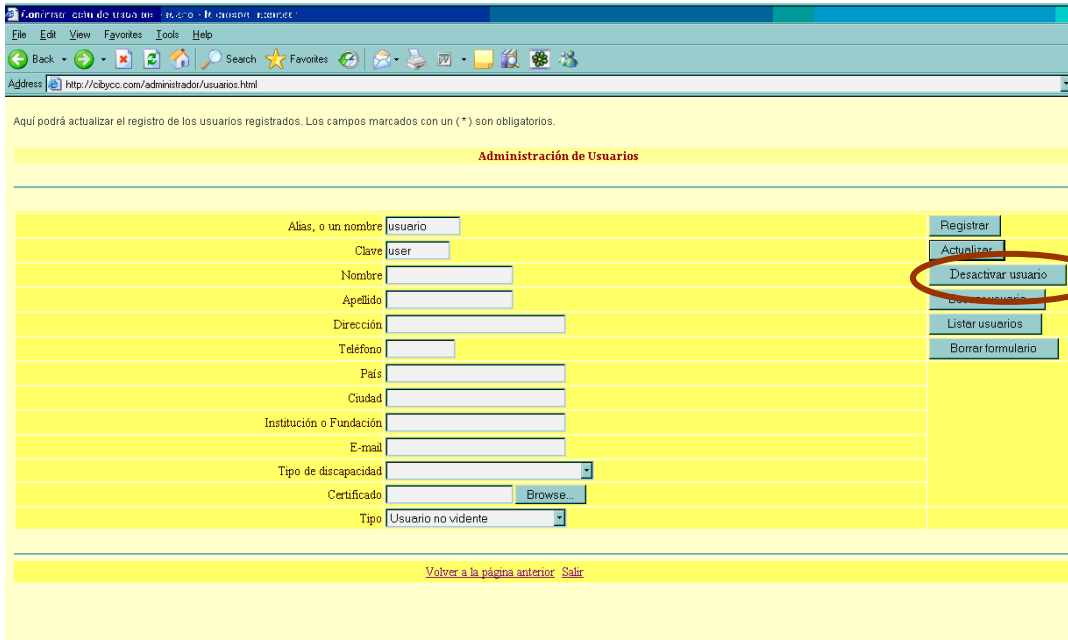 File Edit View Favorites Tools Help
Back Search Favorites
Address http://cibycc.com/administrador/usuarios.html
Aquí podrá actualizar el registro de los usuarios registrados. Los campos marcados con un (*) son obligatorios.
Administración de Usuarios
Alias, o un nombre usuario Registrar
Clave user Actualizar
Nombre Desactivar usuario
Apellido usuario
Dirección Listar usuarios
Teléfono Borrar formulario
País
Ciudad
Institución o Fundación
E-mail
Tipo de discapacidad
Certificado Browse...
Tipo Usuario no vidente
Volver a la página anterior Salir